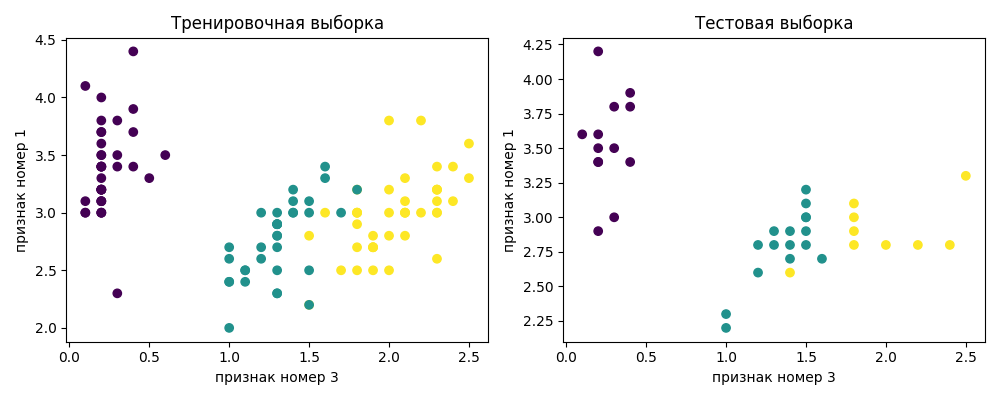 Тренировочная выборка
4.5
4.0
3.5
3.0
2.5
2.0
признак номер 1
0.0 0.5 1.0 1.5 2.0 2.5
признак номер 3
Тестовая выборка
4.25
4.00
3.75
3.50
3.25
3.00
2.75
2.50
2.25
признак номер 1
0.0 0.5 1.0 1.5 2.0 2.5
признак номер 3